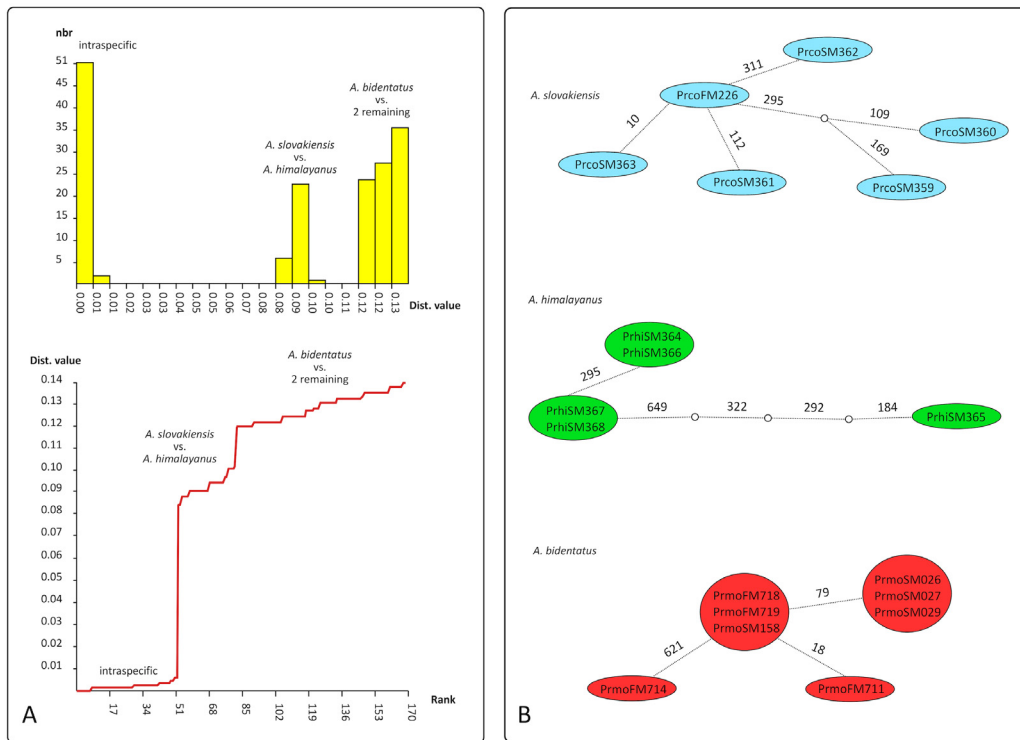 nbr
intraspecific
51
45
40
35
30
25
20
15
10
5
A. slovakiensis
vs.
A. himalayanus
A. bidentatus
vs.
2 remaining
0.00
0.01
0.01
0.02
0.03
0.04
0.04
0.05
0.06
0.06
0.07
0.08
0.08
0.09
0.10
0.10
0.11
0.12
0.12
0.13
Dist. value
Dist. value
0.14
0.13
0.12
0.11
0.10
0.09
0.08
0.07
0.06
0.05
0.04
0.03
0.02
0.01
A. bidentatus
vs.
2 remaining
A. slovakiensis
vs.
A. himalayanus
intraspecific
Rank
17
34
51
68
85
102
119
136
153
170
A
A. slovakiensis
PrcoSM362
311
PrcoFM226
295
109
PrcoSM360
10
112
169
PrcoSM363
PrcoSM361
PrcoSM359
A. himalayanus
PrhiSM364
PrhiSM366
295
PrhiSM367
PrhiSM368
649
322
292
184
PrhiSM365
A. bidentatus
PrmoFM718
PrmoFM719
PrmoSM158
79
PrmoSM026
PrmoSM027
PrmoSM029
621
18
PrmoFM714
PrmoFM711
B